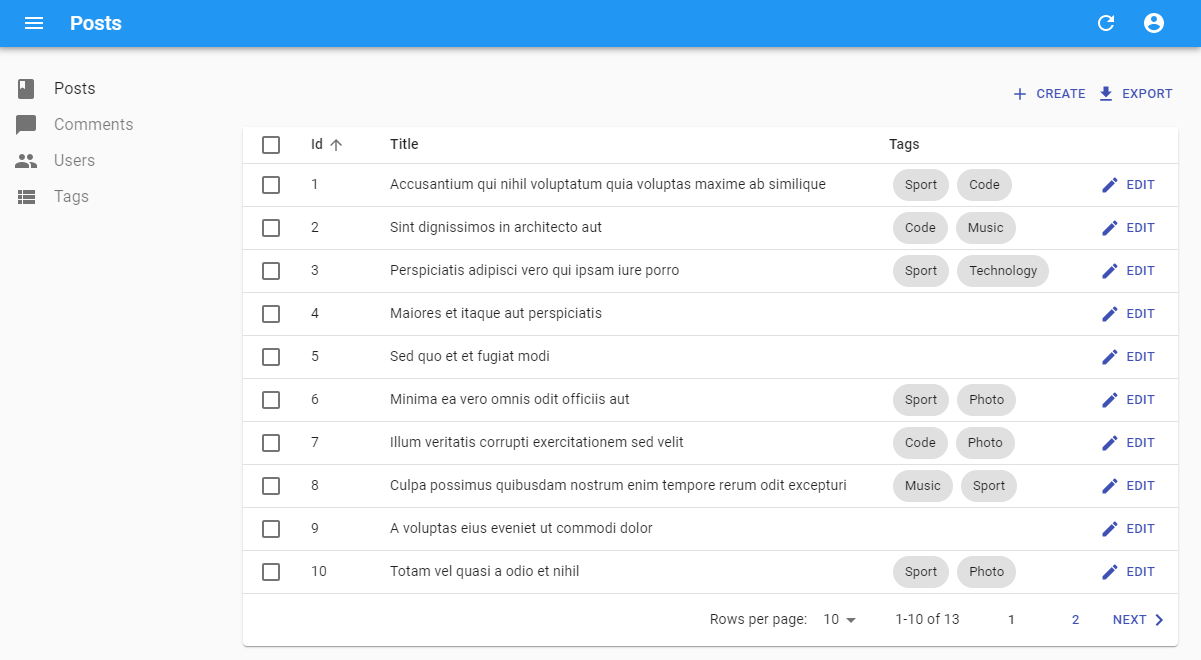 Posts
Posts
Comments
Users
Tags
CREATE EXPORT
Id Title Tags
1 Accusantium qui nihil voluptatum quia voluptas maxime ab similique Sport Code EDIT
2 Sint dignissimos in architecto aut Code Music EDIT
3 Perspiciatis adipisci vero qui ipsam iure porro Sport Technology EDIT
4 Maiores et itaque aut perspiciatis EDIT
5 Sed quo et et fugiat modi EDIT
6 Minima ea vero omnis odit officiis aut Sport Photo EDIT
7 Illum veritatis corrupti exercitationem sed velit Code Photo EDIT
8 Culpa possimus quibusdam nostrum enim tempore rerum odit excepturi Music Sport EDIT
9 A voluptas eius eveniet ut commodi dolor EDIT
10 Totam vel quasi a odio et nihil Sport Photo EDIT
Rows per page: 10 1-10 of 13 1 2 NEXT